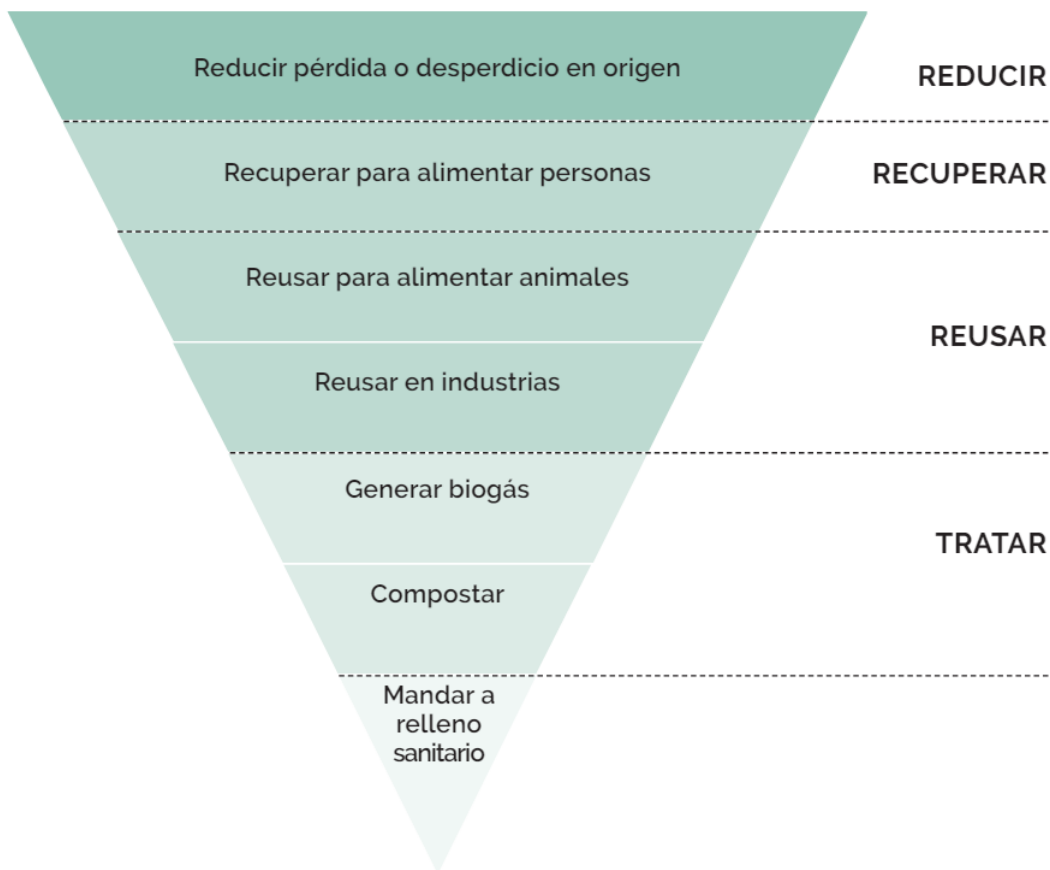 Reducir pérdida o desperdicio en origen
REDUCIR
Recuperar para alimentar personas
RECUPERAR
Reusar para alimentar animales
REUSAR
Reusar en industrias
Generar biogás
TRATAR
Compostar
Mandar a
relleno
sanitario